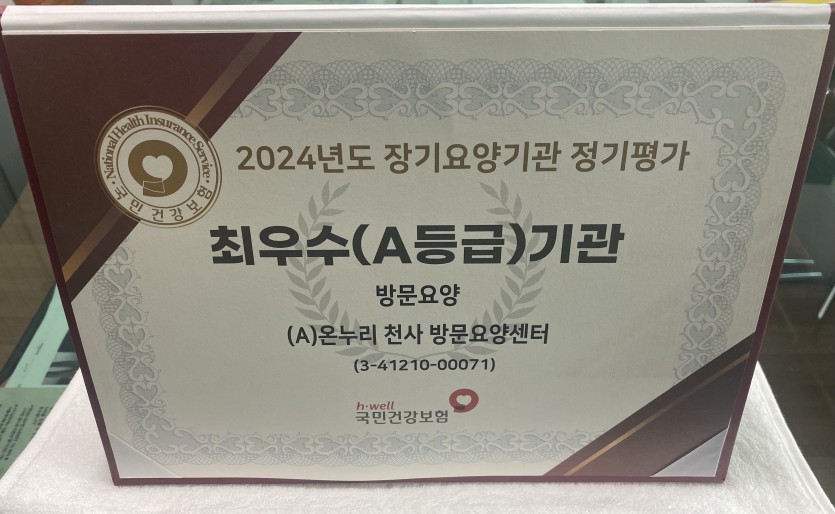 National Health Insurance Service
국민건강보험
2024년도 장기요양기관 정기평가
최우수(A등급)기관
방문요양
(A)온누리 천사 방문요양센터
(3-41210-00071)
h·well
국민건강보험